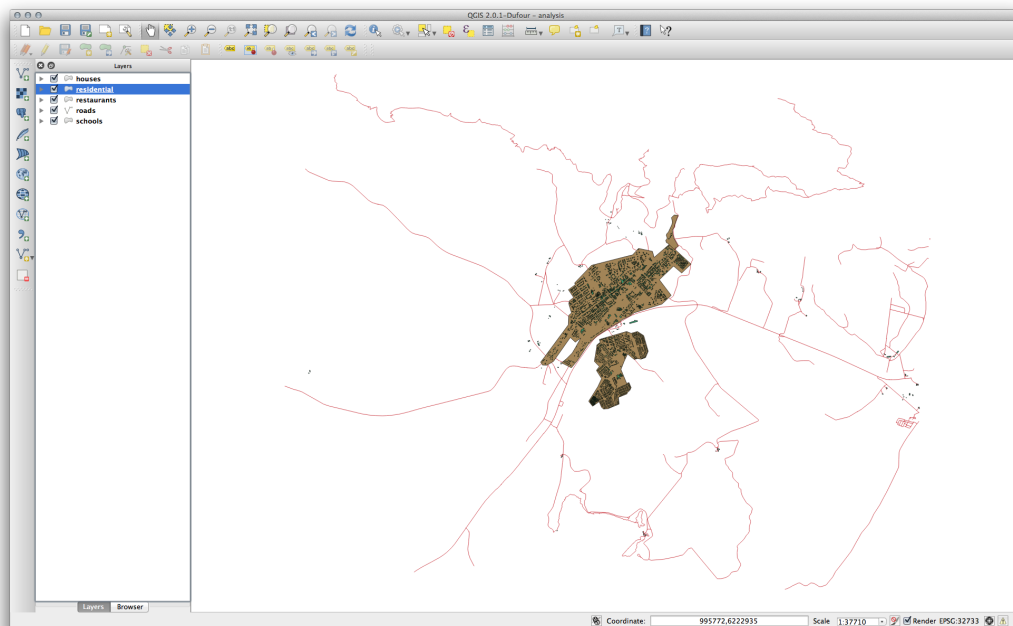 QGIS 2.0.1-Dufour – analysis
abc
Layers
houses
residential
restaurants
roads
schools
Layers
Browser
Coordinate:
995772,6222935
Scale
1:37710
Render
EPSG:32733